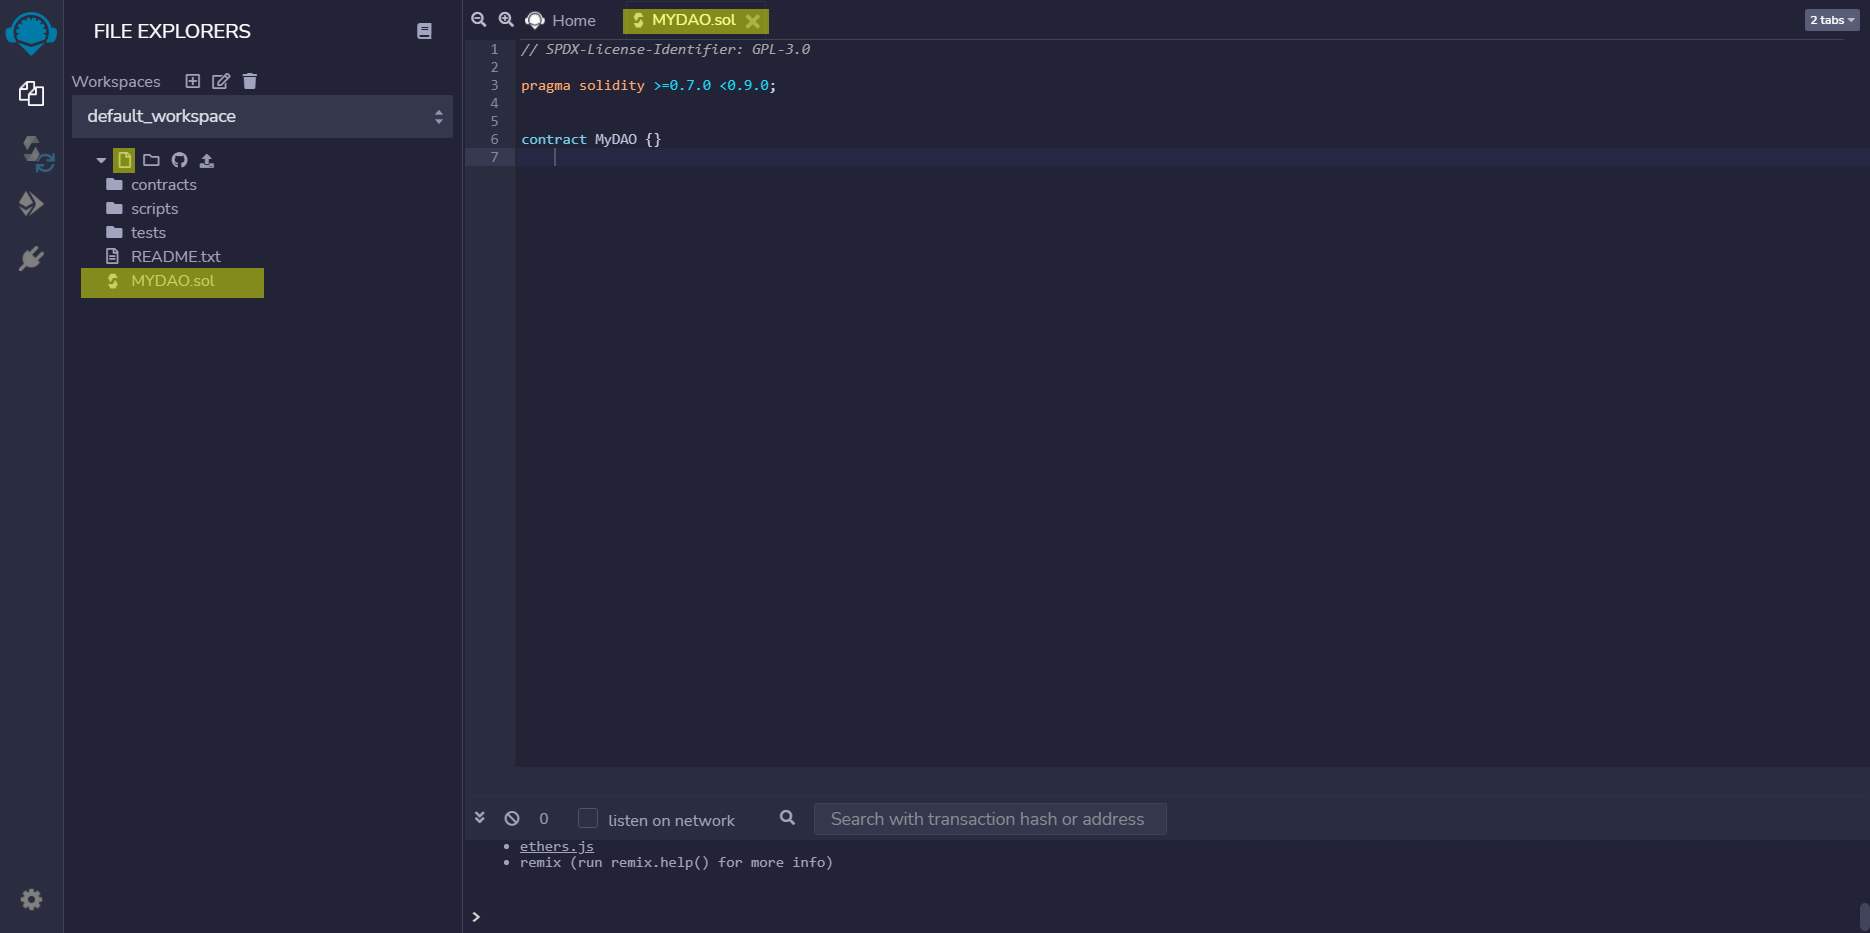 FILE EXPLORERS
Workspaces
default_workspace
contracts
scripts
tests
README.txt
MYDAO.sol
Home
MYDAO.sol
2 tabs
1 // SPDX-License-Identifier: GPL-3.0
2
3 pragma solidity >=0.7.0 <0.9.0;
4
5
6 contract MyDAO {}
7
0
listen on network
Search with transaction hash or address
• ethers.js
• remix (run remix.help() for more info)
>